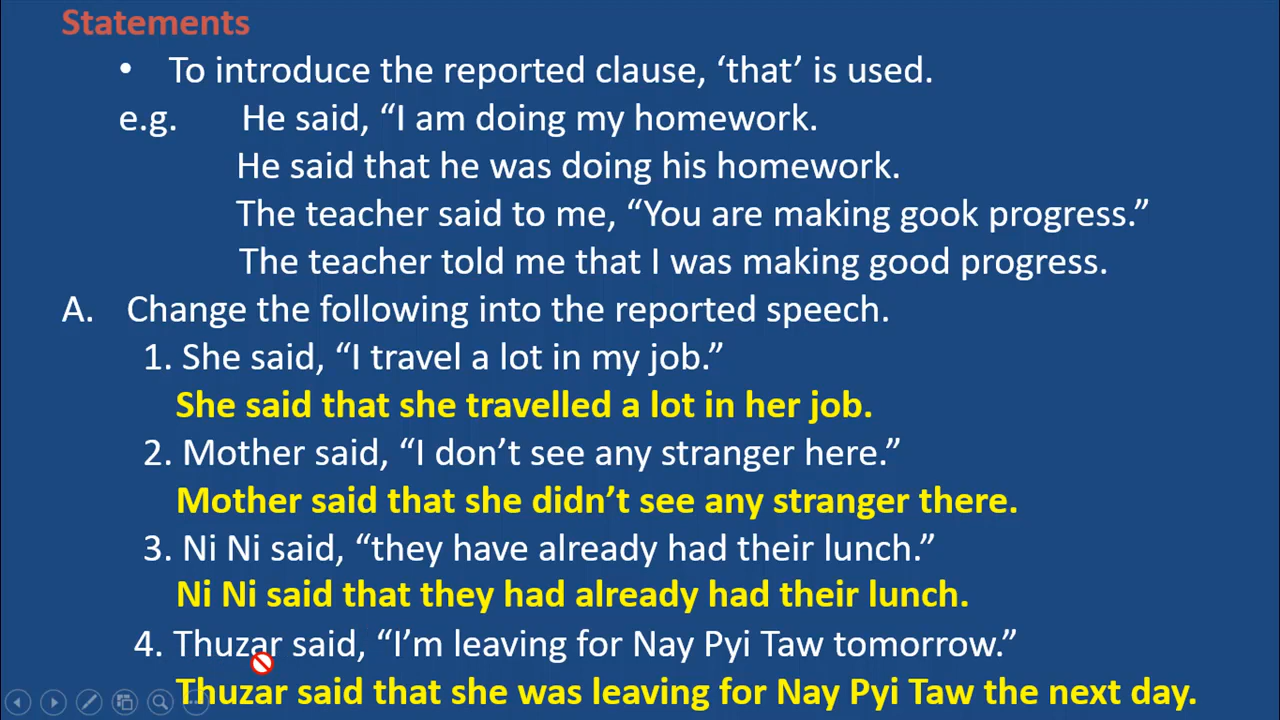 Statements
• To introduce the reported clause, ‘that’ is used.
e.g. He said, “I am doing my homework.
He said that he was doing his homework.
The teacher said to me, “You are making gook progress.”
The teacher told me that I was making good progress.
A. Change the following into the reported speech.
1. She said, “I travel a lot in my job.”
She said that she travelled a lot in her job.
2. Mother said, “I don’t see any stranger here.”
Mother said that she didn’t see any stranger there.
3. Ni Ni said, “they have already had their lunch.”
Ni Ni said that they had already had their lunch.
4. Thuzar said, “I’m leaving for Nay Pyi Taw tomorrow.”
Thuzar said that she was leaving for Nay Pyi Taw the next day.